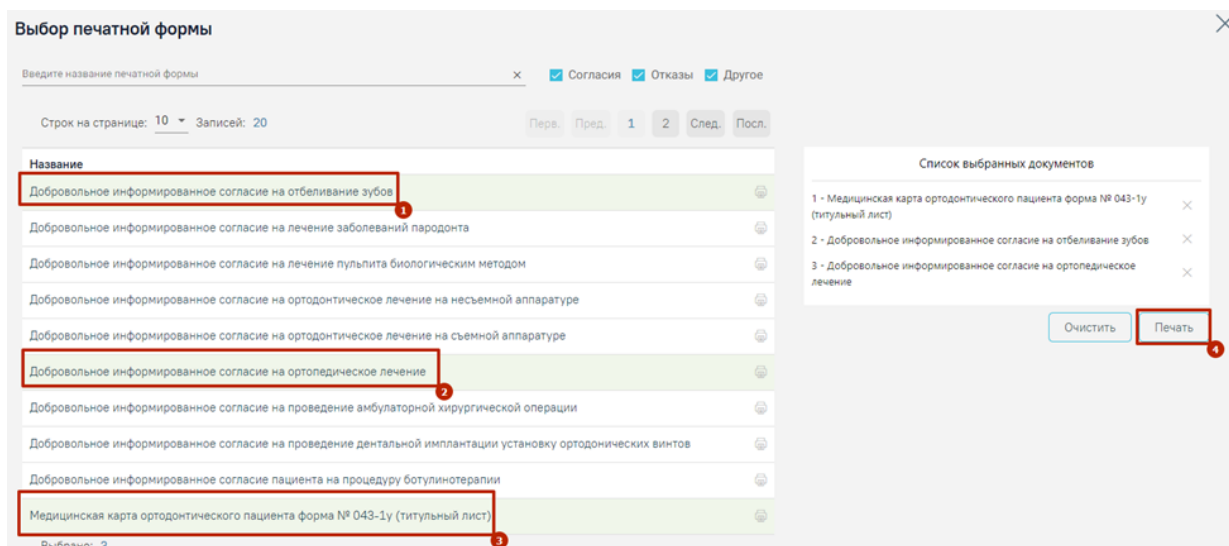 Выбор печатной формы
Введите название печатной формы × Согласия Отказы Другое
Строк на странице: 10 Записей: 20 Перв. Пред. 1 2 След. Посл.
Название
Добровольное информированное согласие на отбеливание зубов
1
Добровольное информированное согласие на лечение заболеваний пародонта
Добровольное информированное согласие на лечение пульпита биологическим методом
Добровольное информированное согласие на ортодонтическое лечение на несъемной аппаратуре
Добровольное информированное согласие на ортодонтическое лечение на съемной аппаратуре
Добровольное информированное согласие на ортопедическое лечение
2
Добровольное информированное согласие на проведение амбулаторной хирургической операции
Добровольное информированное согласие на проведение дентальной имплантации установку ортодонических винтов
Добровольное информированное согласие пациента на процедуру ботулинотерапии
Медицинская карта ортодонтического пациента форма № 043-1у (титульный лист)
3
Выбрано: 3
Список выбранных документов
1 - Медицинская карта ортодонтического пациента форма № 043-1у
(титульный лист)
2 - Добровольное информированное согласие на отбеливание зубов
3 - Добровольное информированное согласие на ортопедическое
лечение
Очистить Печать
4